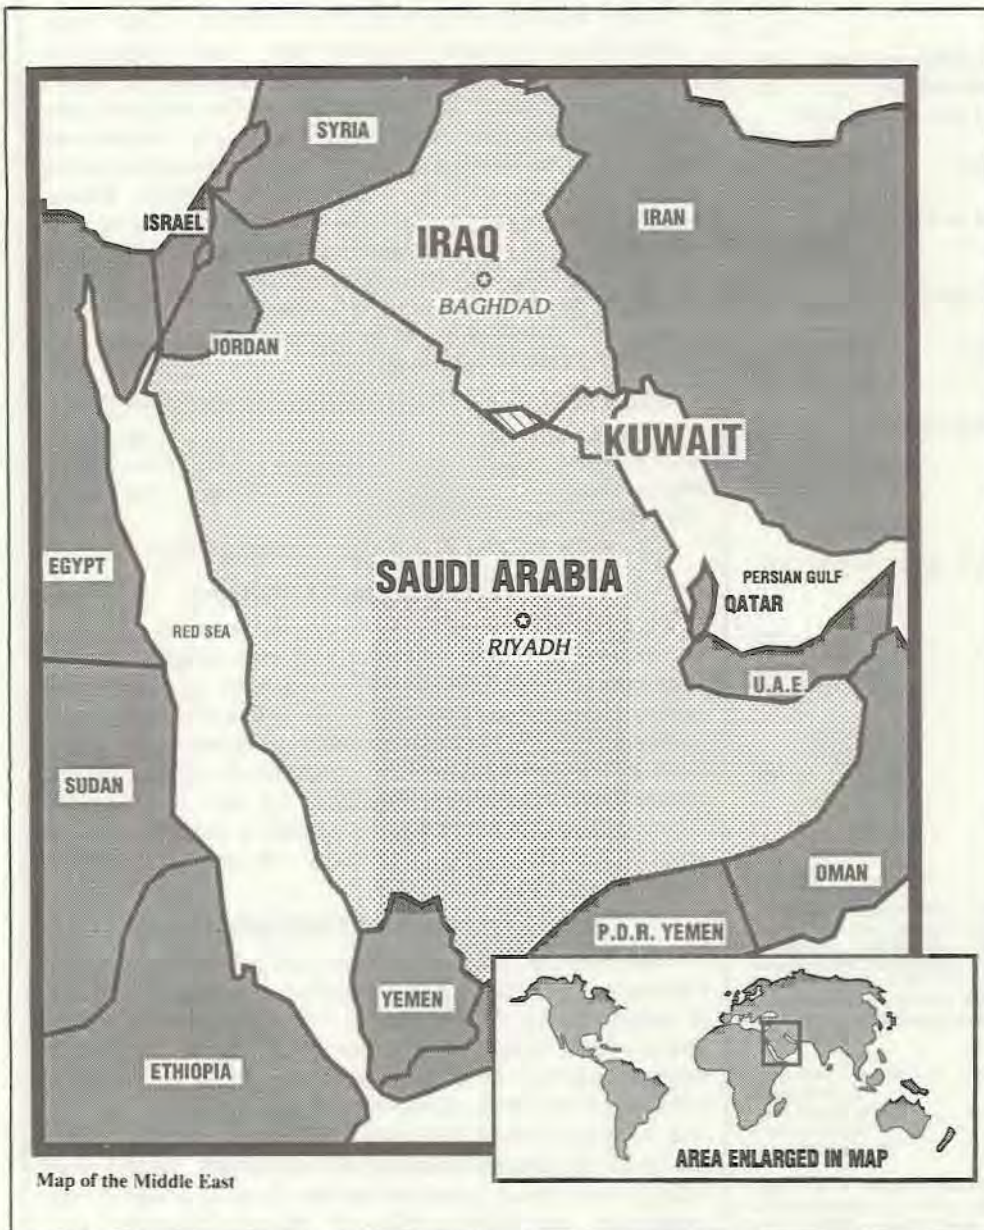 SYRIA
ISRAEL
IRAQ
BAGHDAD
IRAN
JORDAN
KUWAIT
EGYPT
SAUDI ARABIA
RIYADH
PERSIAN GULF
QATAR
RED SEA
U.A.E.
SUDAN
OMAN
P.D.R. YEMEN
YEMEN
ETHIOPIA
AREA ENLARGED IN MAP
Map of the Middle East